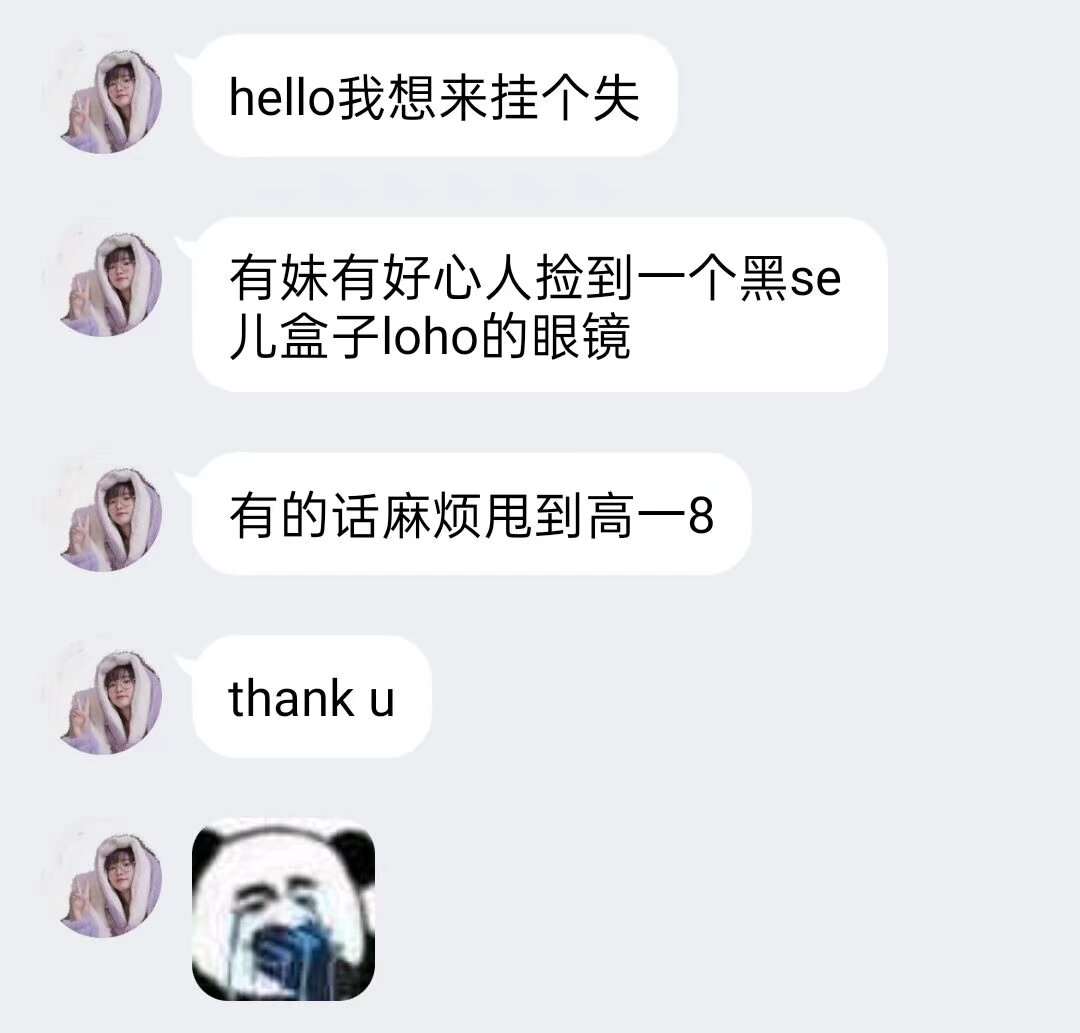 hello我想来挂个失
有妹有好心人捡到一个黑se
儿盒子loho的眼镜
有的话麻烦甩到高一8
thank u